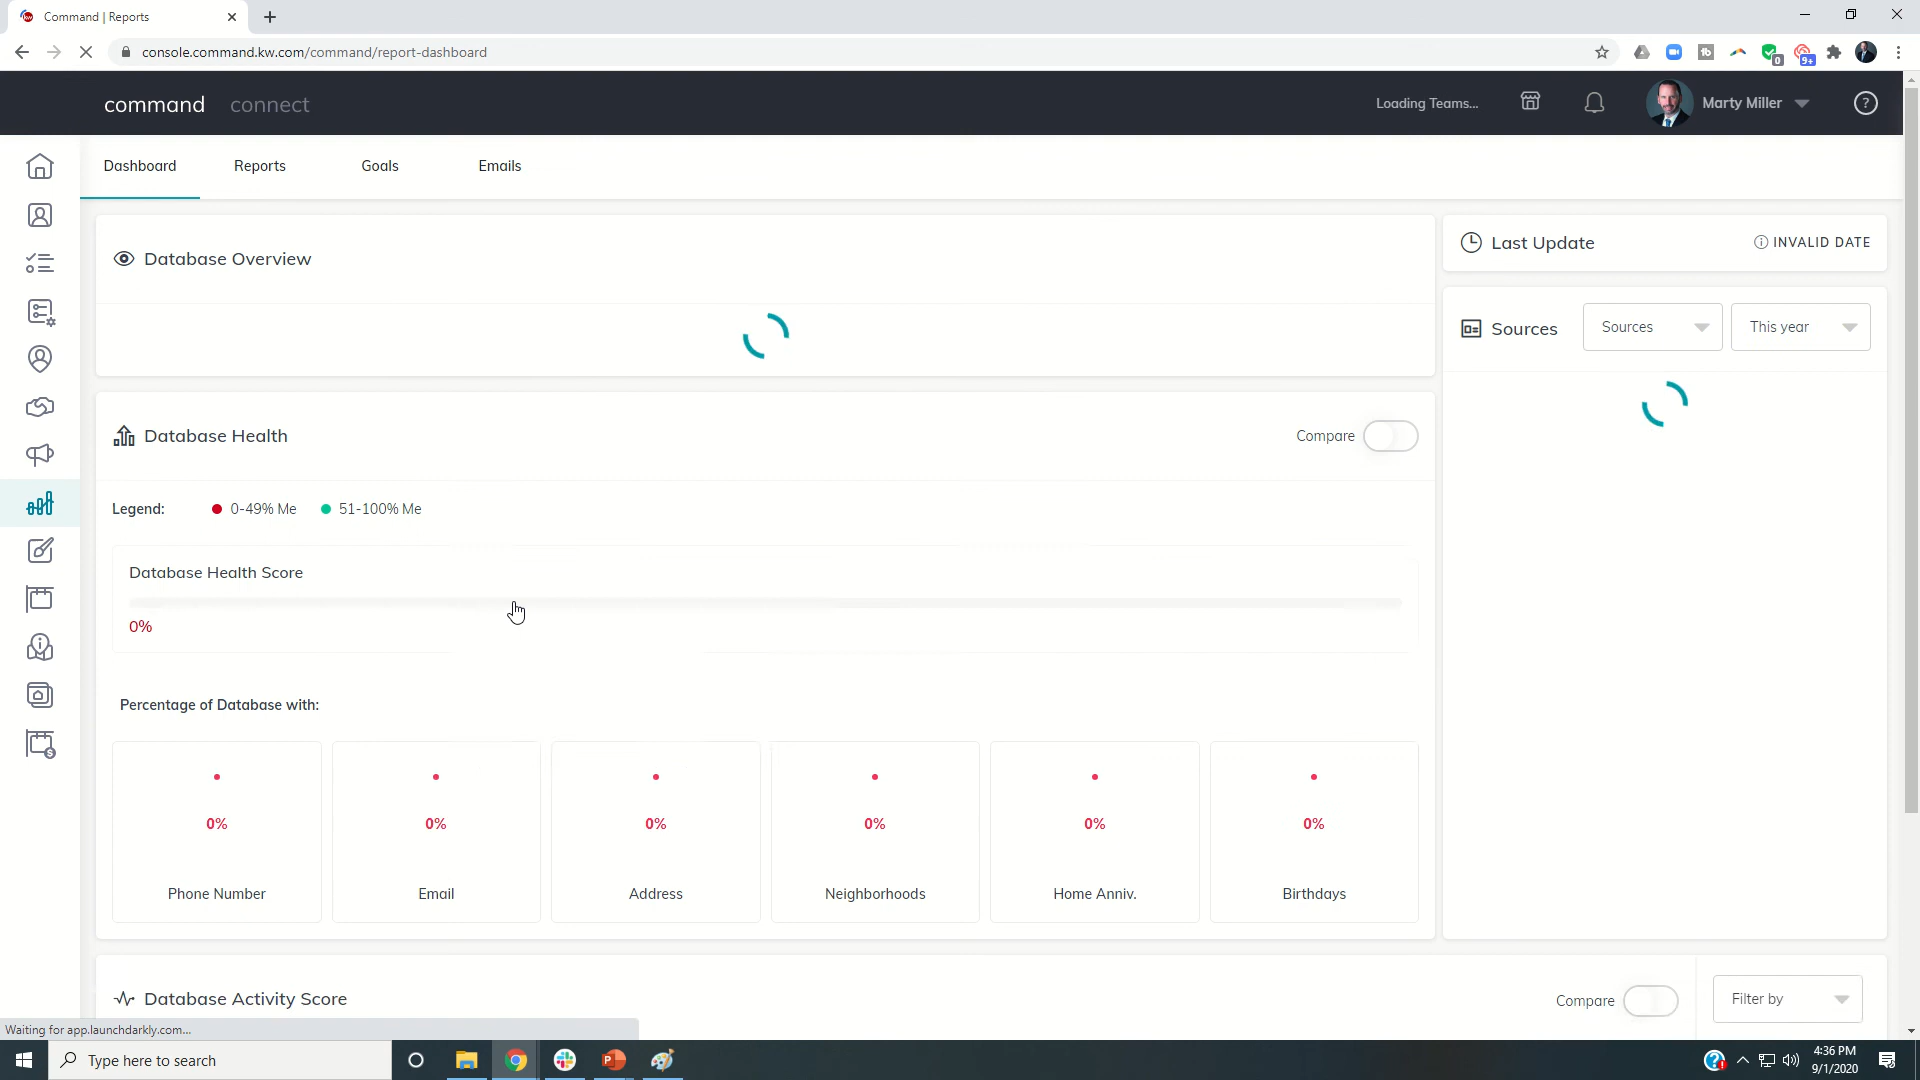 Command | Reports
console.command.kw.com/command/report-dashboard
0
9+
command connect
Loading Teams...
Marty Miller
?
Dashboard
Reports
Goals
Emails
Database Overview
Last Update
INVALID DATE
Sources
Sources
This year
Database Health
Compare
Legend:
0-49% Me
51-100% Me
Database Health Score
0%
Percentage of Database with:
0%
0%
0%
0%
0%
0%
Phone Number
Email
Address
Neighborhoods
Home Anniv.
Birthdays
Database Activity Score
Compare
Filter by
Waiting for app.launchdarkly.com...
Type here to search
4:36 PM
9/1/2020